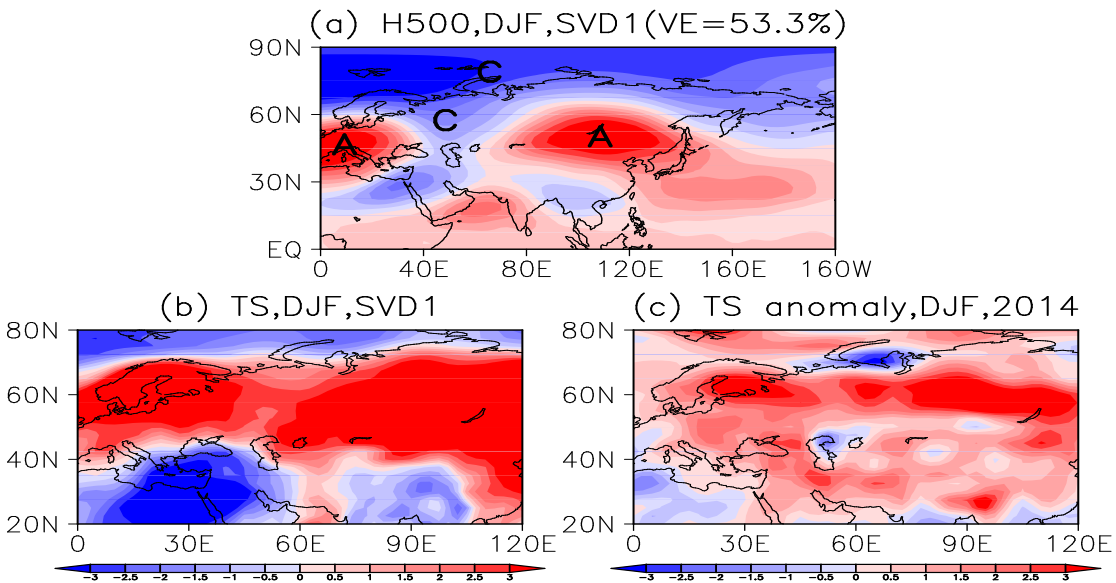 (a) H500,DJF,SVD1(VE=53.3%)
90N
C
60N
C
A
A
30N
EQ
0 40E 80E 120E 160E 160W
(b) TS,DJF,SVD1
80N
60N
40N
20N
0 30E 60E 90E 120E
-3 -2.5 -2 -1.5 -1 -0.5 0 0.5 1 1.5 2 2.5 3
(c) TS anomaly,DJF,2014
80N
60N
40N
20N
0 30E 60E 90E 120E
-3 -2.5 -2 -1.5 -1 -0.5 0 0.5 1 1.5 2 2.5 3